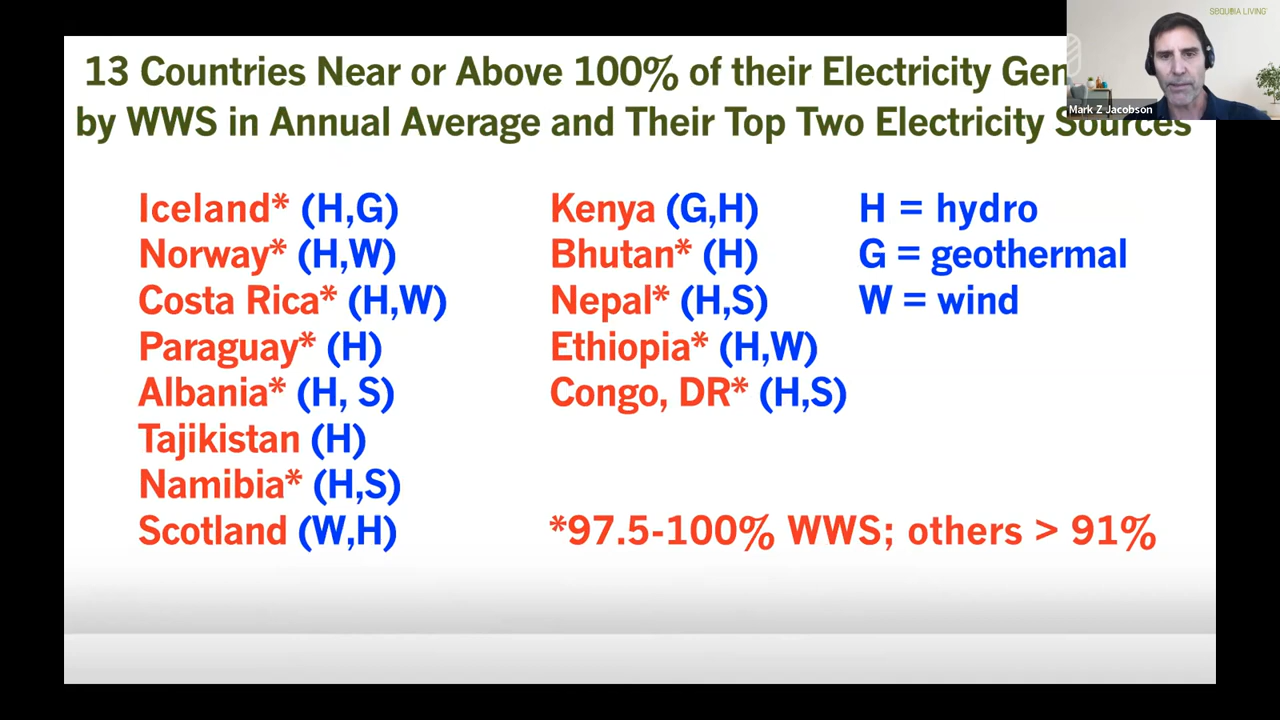 SEQUOIA LIVING
13 Countries Near or Above 100% of their Electricity Gen
by WWS in Annual Average and Their Top Two Electricity Sources
Mark Z Jacobson
Iceland* (H,G)
Norway* (H,W)
Costa Rica* (H,W)
Paraguay* (H)
Albania* (H, S)
Tajikistan (H)
Namibia* (H,S)
Scotland (W,H)
Kenya (G,H)
Bhutan* (H)
Nepal* (H,S)
Ethiopia* (H,W)
Congo, DR* (H,S)
H = hydro
G = geothermal
W = wind
*97.5-100% WWS; others > 91%